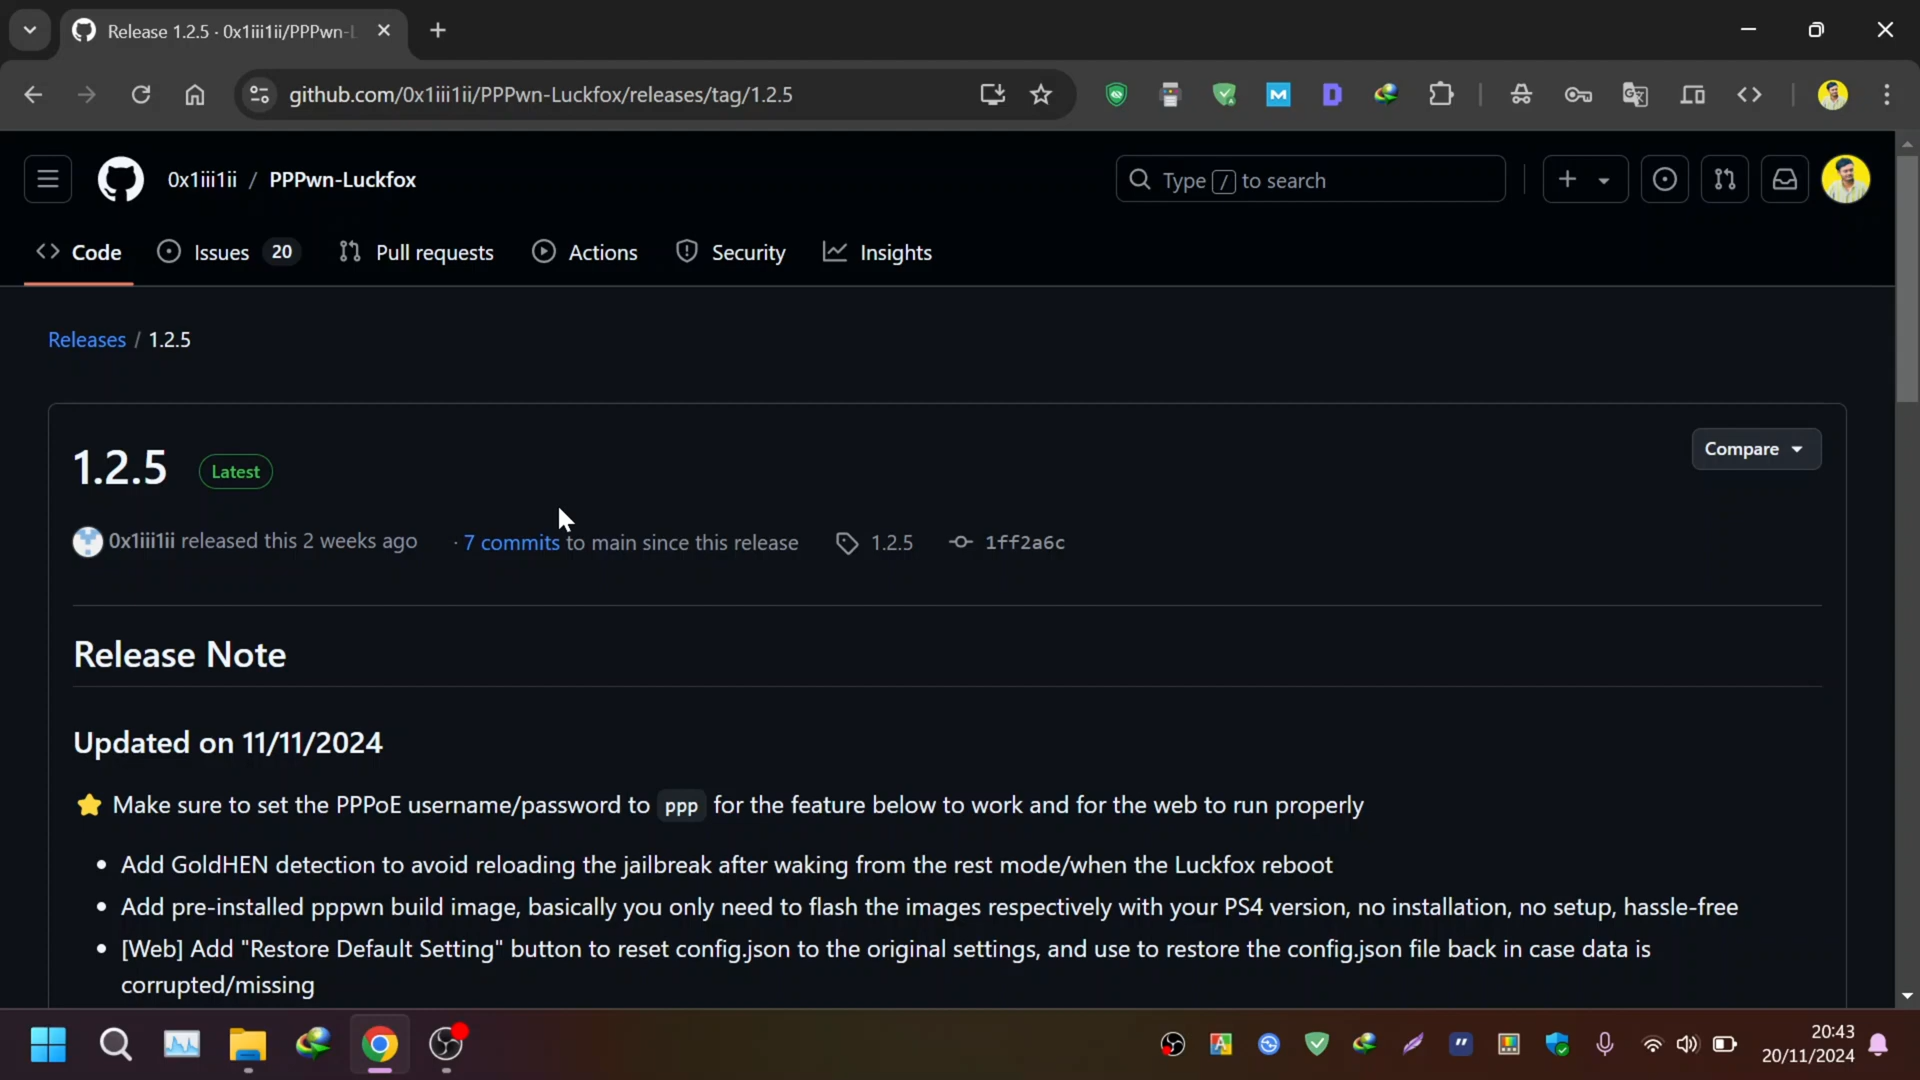 Release 1.2.5 · 0x1iii1ii/PPPwn-L
github.com/0x1iii1ii/PPPwn-Luckfox/releases/tag/1.2.5
0x1iii1ii / PPPwn-Luckfox
Type / to search
Code
Issues 20
Pull requests
Actions
Security
Insights
Releases / 1.2.5
1.2.5 Latest
Compare
0x1iii1ii released this 2 weeks ago · 7 commits to main since this release 1.2.5 1ff2a6c
Release Note
Updated on 11/11/2024
⭐ Make sure to set the PPPoE username/password to ppp for the feature below to work and for the web to run properly
• Add GoldHEN detection to avoid reloading the jailbreak after waking from the rest mode/when the Luckfox reboot
• Add pre-installed pppwn build image, basically you only need to flash the images respectively with your PS4 version, no installation, no setup, hassle-free
• [Web] Add "Restore Default Setting" button to reset config.json to the original settings, and use to restore the config.json file back in case data is
corrupted/missing
20:43
20/11/2024